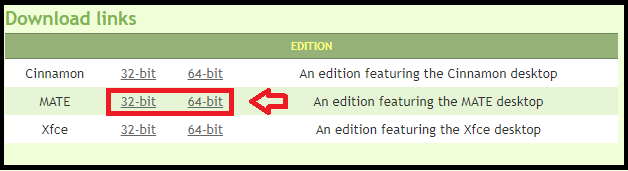 Download links
EDITION
Cinnamon 32-bit 64-bit An edition featuring the Cinnamon desktop
MATE 32-bit 64-bit An edition featuring the MATE desktop
Xfce 32-bit 64-bit An edition featuring the Xfce desktop